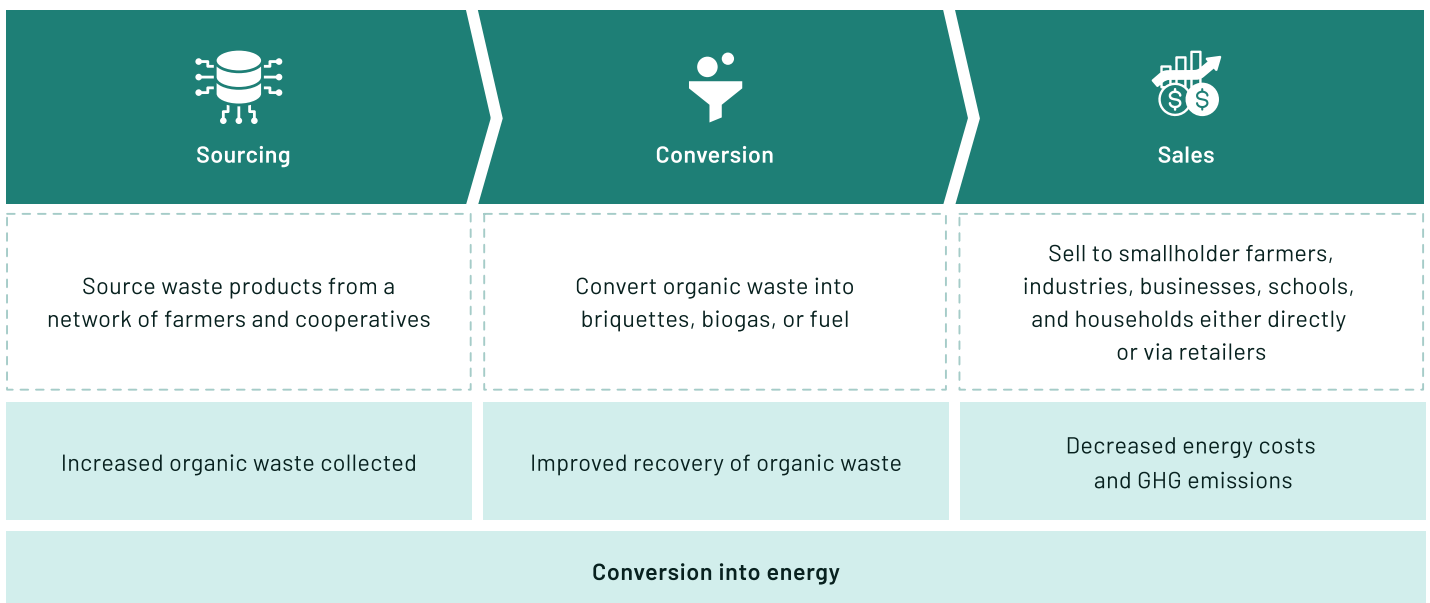 Sourcing
Conversion
Sales
Source waste products from a
network of farmers and cooperatives
Convert organic waste into
briquettes, biogas, or fuel
Sell to smallholder farmers,
industries, businesses, schools,
and households either directly
or via retailers
Increased organic waste collected
Improved recovery of organic waste
Decreased energy costs
and GHG emissions
Conversion into energy